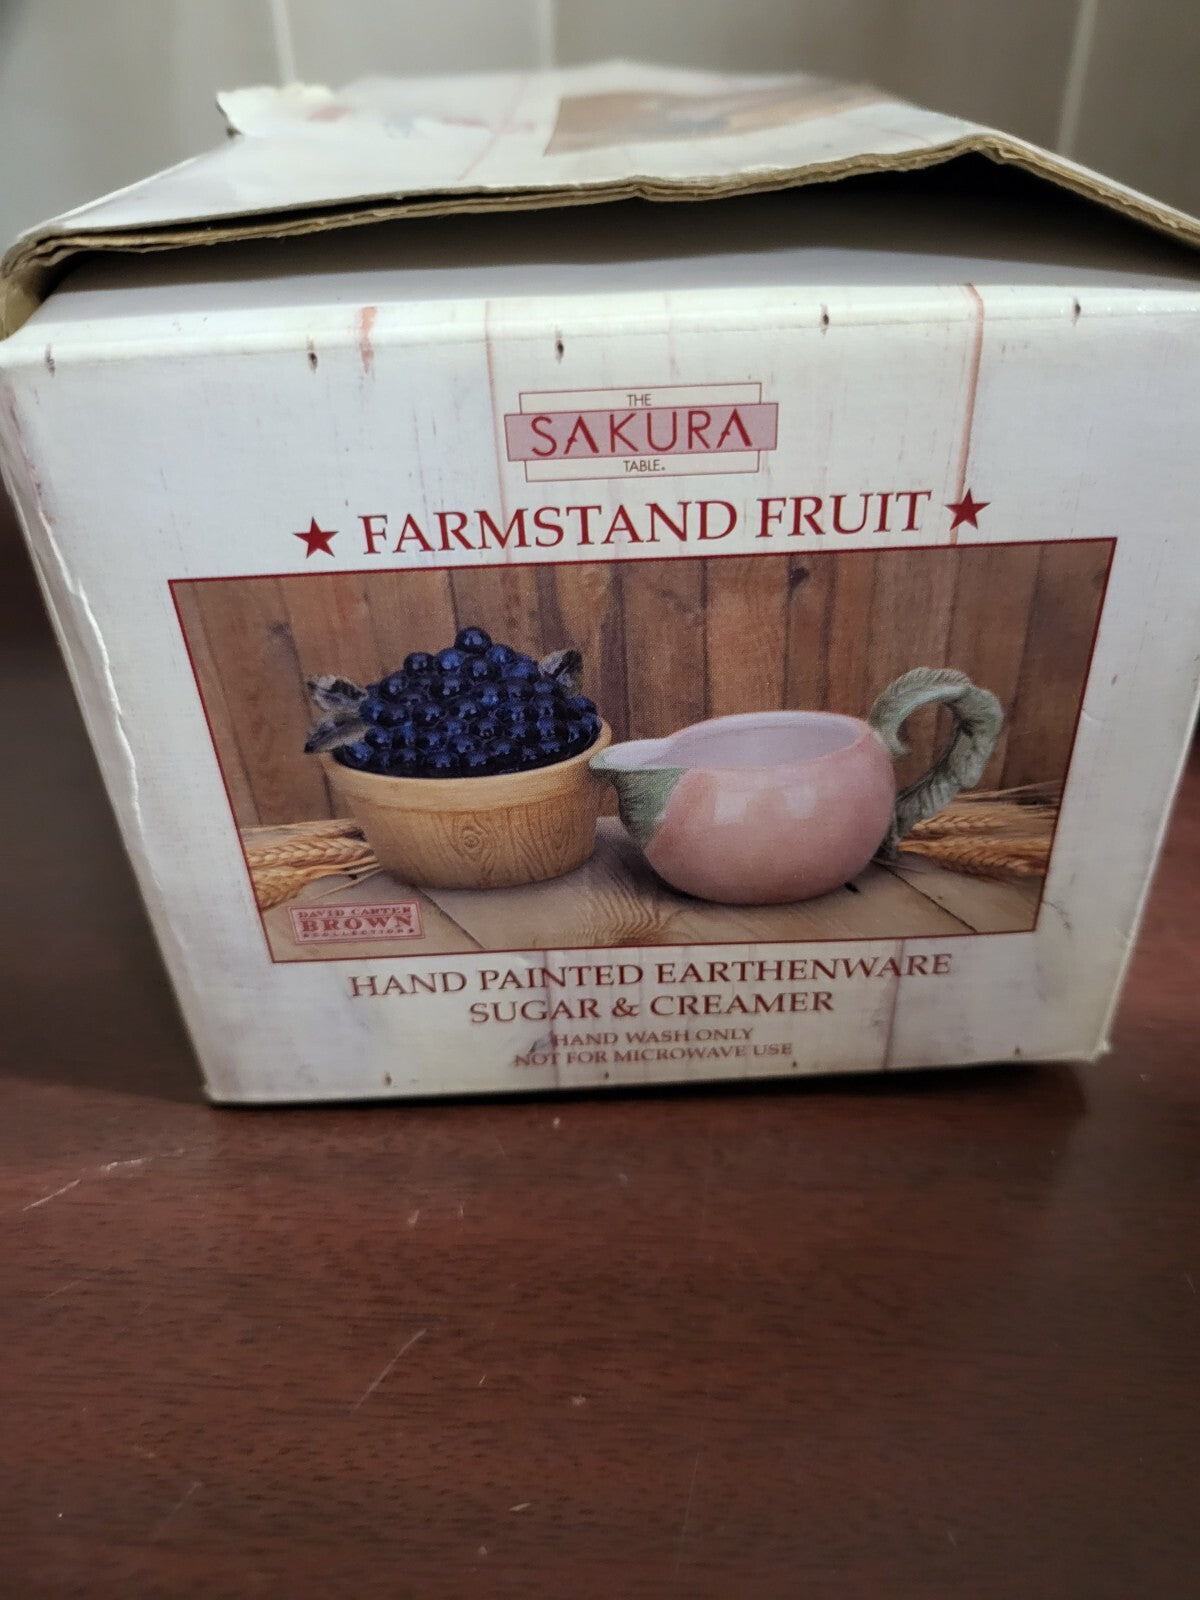 THE
SAKURA
TABLE.
★ FARMSTAND FRUIT ★
DAVID CARTER
BROWN
★COLLECTION★
HAND PAINTED EARTHENWARE
SUGAR & CREAMER
HAND WASH ONLY
NOT FOR MICROWAVE USE